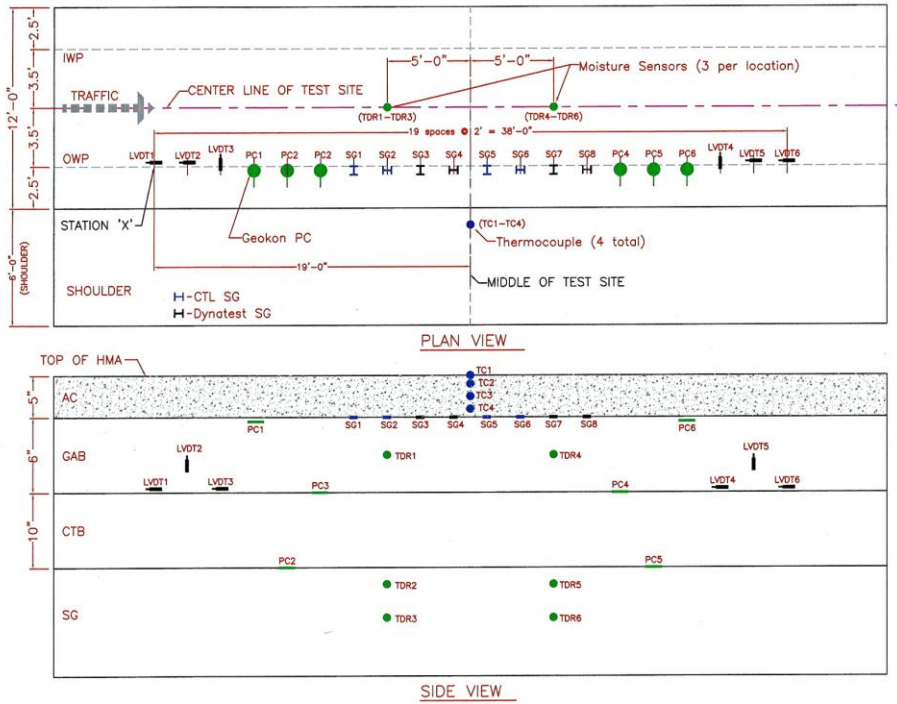 2.5'
3.5'
3.5'
2.5'
12'-0"
6'-0"
(SHOULDER)
IWP
TRAFFIC
CENTER LINE OF TEST SITE
5'-0"
5'-0"
Moisture Sensors (3 per location)
(TDR1-TDR3)
(TDR4-TDR6)
19 spaces @ 2' = 38'-0"
OWP
LVDT1
LVDT2
LVDT3
PC1
PC2
PC2
SG1
SG2
SG3
SG4
SG5
SG6
SG7
SG8
PC4
PC5
PC6
LVDT4
LVDT5
LVDT6
STATION 'X'
Geokon PC
(TC1-TC4)
Thermocouple (4 total)
19'-0"
MIDDLE OF TEST SITE
SHOULDER
H-CTL SG
H-Dynatest SG
PLAN VIEW
TOP OF HMA
TC1
TC2
TC3
TC4
5"
AC
PC1
SG1
SG2
SG3
SG4
SG5
SG6
SG7
SG8
PC6
6"
GAB
LVDT2
TDR1
TDR4
LVDT5
LVDT1
LVDT3
PC3
PC4
LVDT4
LVDT6
10"
CTB
PC2
PC5
SG
TDR2
TDR5
TDR3
TDR6
SIDE VIEW